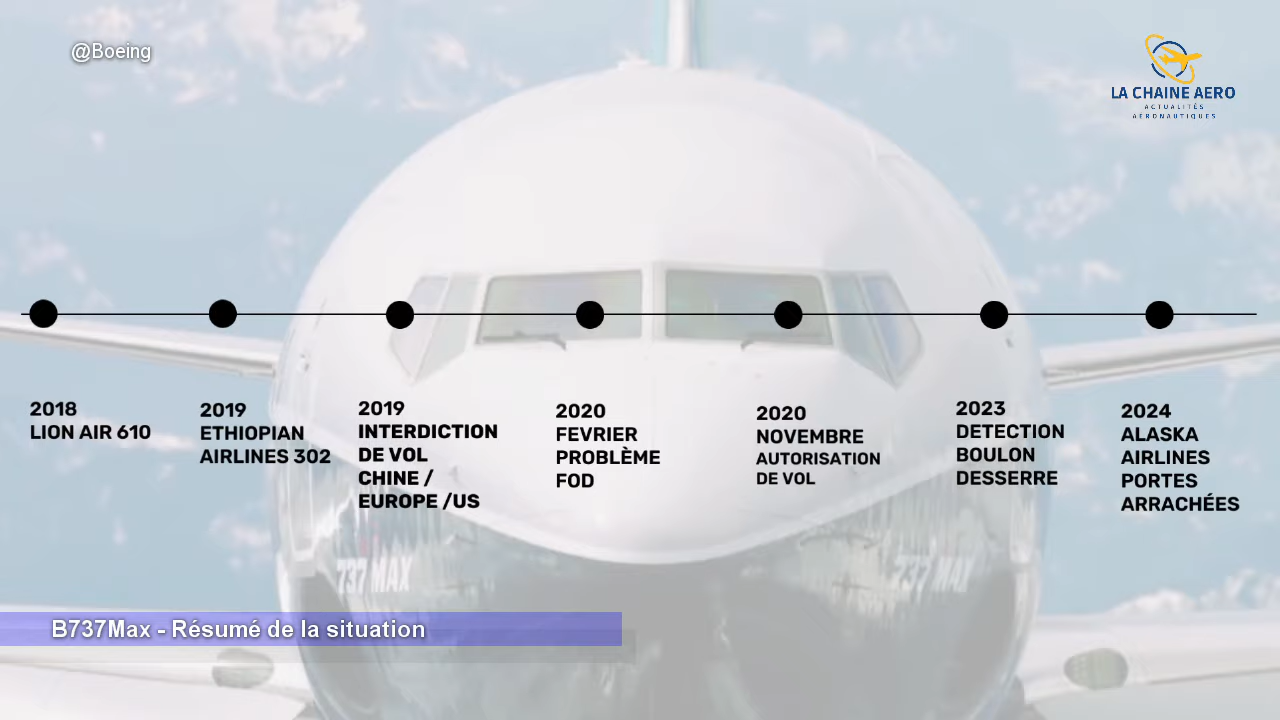 @Boeing
LA CHAINE AERO
ACTUALITÉS
AÉRONAUTIQUES
2018
LION AIR 610
2019
ETHIOPIAN
AIRLINES 302
2019
INTERDICTION
DE VOL
CHINE /
EUROPE /US
2020
FEVRIER
PROBLÈME
FOD
2020
NOVEMBRE
AUTORISATION
DE VOL
2023
DETECTION
BOULON
DESSERRE
2024
ALASKA
AIRLINES
PORTES
ARRACHÉES
737 MAX
737 MAX
B737Max - Résumé de la situation